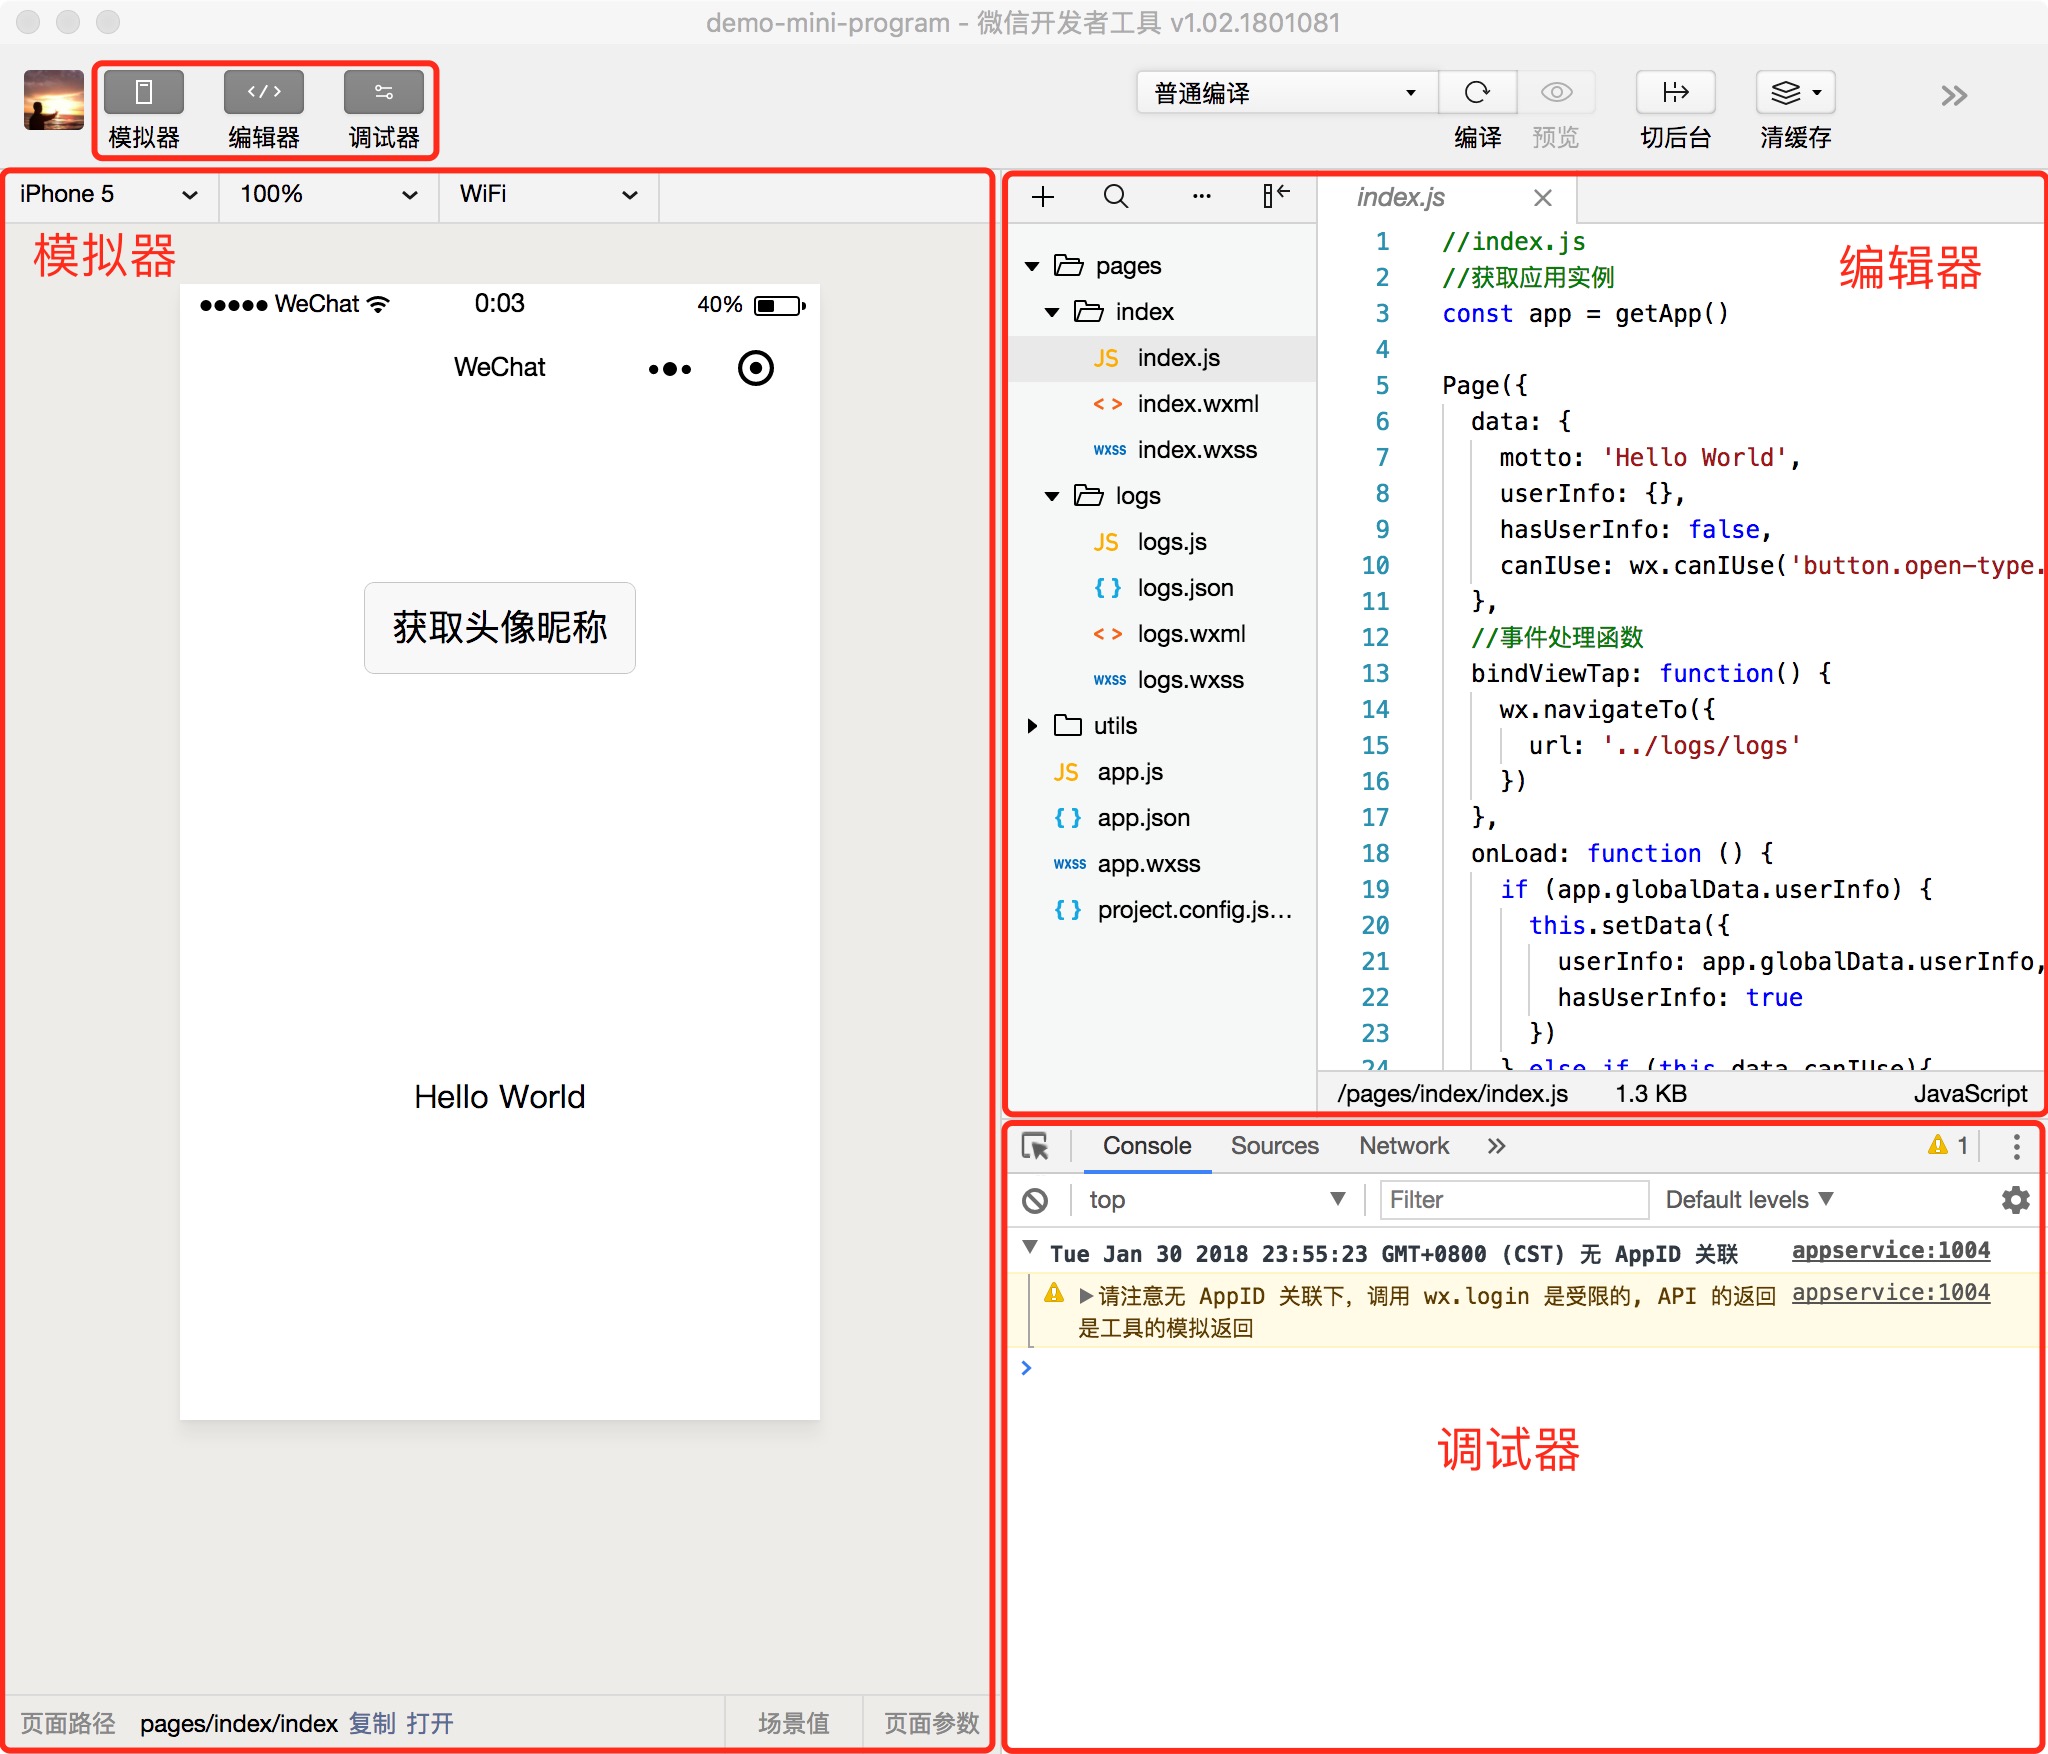 demo-mini-program - 微信开发者工具 v1.02.1801081
模拟器
编辑器
调试器
普通编译
编译
预览
切后台
清缓存
iPhone 5
100%
WiFi
模拟器
WeChat
0:03
40%
WeChat
获取头像昵称
Hello World
页面路径 pages/index/index 复制 打开
场景值
页面参数
pages
index
JS index.js
< > index.wxml
wxss index.wxss
logs
JS logs.js
{ } logs.json
< > logs.wxml
wxss logs.wxss
utils
JS app.js
{ } app.json
wxss app.wxss
{ } project.config.js...
index.js
编辑器
1 //index.js
2 //获取应用实例
3 const app = getApp()
4
5 Page({
6 data: {
7 motto: 'Hello World',
8 userInfo: {},
9 hasUserInfo: false,
10 canIUse: wx.canIUse('button.open-type.
11 },
12 //事件处理函数
13 bindViewTap: function() {
14 wx.navigateTo({
15 url: '../logs/logs'
16 })
17 },
18 onLoad: function () {
19 if (app.globalData.userInfo) {
20 this.setData({
21 userInfo: app.globalData.userInfo,
22 hasUserInfo: true
23 })
24 } else if (this.data.canIUse){
/pages/index/index.js 1.3 KB JavaScript
Console Sources Network 1
top Filter Default levels
Tue Jan 30 2018 23:55:23 GMT+0800 (CST) 无 AppID 关联 appservice:1004
请注意无 AppID 关联下，调用 wx.login 是受限的, API 的返回 appservice:1004
是工具的模拟返回
调试器